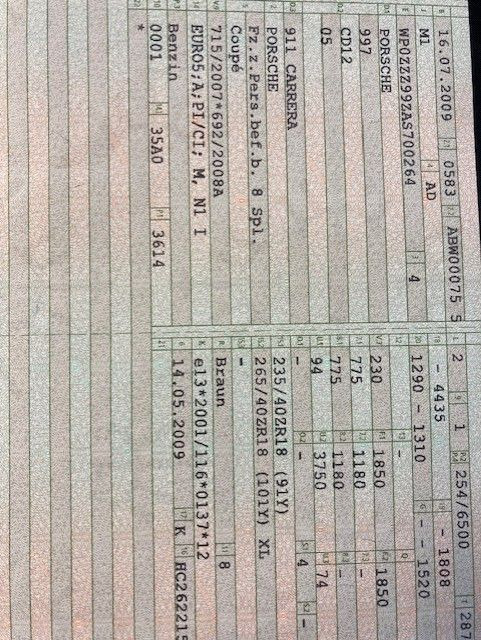 16.07.2009 0583 ABW00075 5
M1 AD
WP0ZZZ99ZAS700264 4
PORSCHE
997
CD12
05
911 CARRERA
PORSCHE
Fz.z.Pers.bef.b. 8 Spl.
Coupé
715/2007*692/2008A
EURO5;A;PI/CI; M, N1 I
Benzin
0001 35A0 3614
*
2 1 254/6500 287
- 4435 - 1808
1290 - 1310 - - 1520
-
230 1850 1850
775 1180 -
775 1180 -
94 3750 74
- - 4 -
235/40ZR18 (91Y)
265/40ZR18 (101Y) XL
-
Braun 8
e13*2001/116*0137*12
14.05.2009 K HC262215